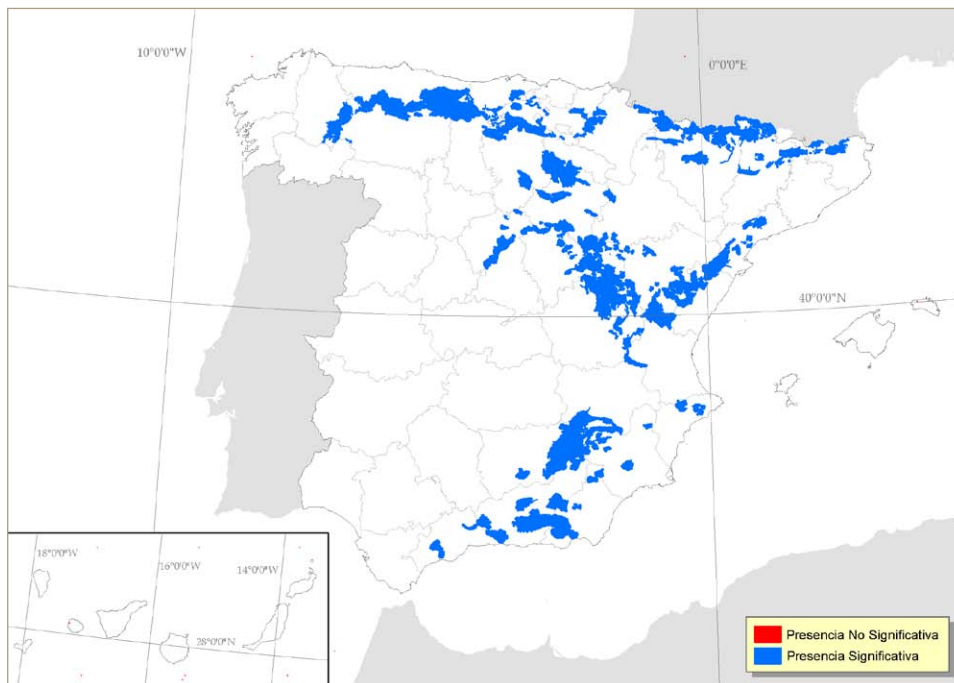 10°0'0"W
0°0'0"E
40°0'0"N
18°0'0"W
16°0'0"W
14°0'0"W
28°0'0"N
Presencia No Significativa
Presencia Significativa